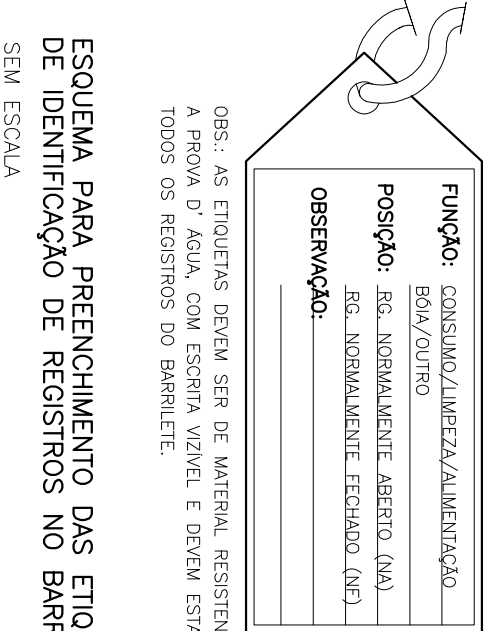 FUNÇÃO: CONSUMO/LIMPEZA/ALIMENTAÇÃO
BÓIA/OUTRO
POSIÇÃO: RG. NORMALMENTE ABERTO (NA)
RG. NORMALMENTE FECHADO (NF)
OBSERVAÇÃO:
OBS.: AS ETIQUETAS DEVEM SER DE MATERIAL RESISTEN
A PROVA D' ÁGUA, COM ESCRITA VIZÍVEL E DEVEM ESTA
TODOS OS REGISTROS DO BARRILETE.
ESQUEMA PARA PREENCHIMENTO DAS ETIQ
DE IDENTIFICAÇÃO DE REGISTROS NO BARR
SEM ESCALA